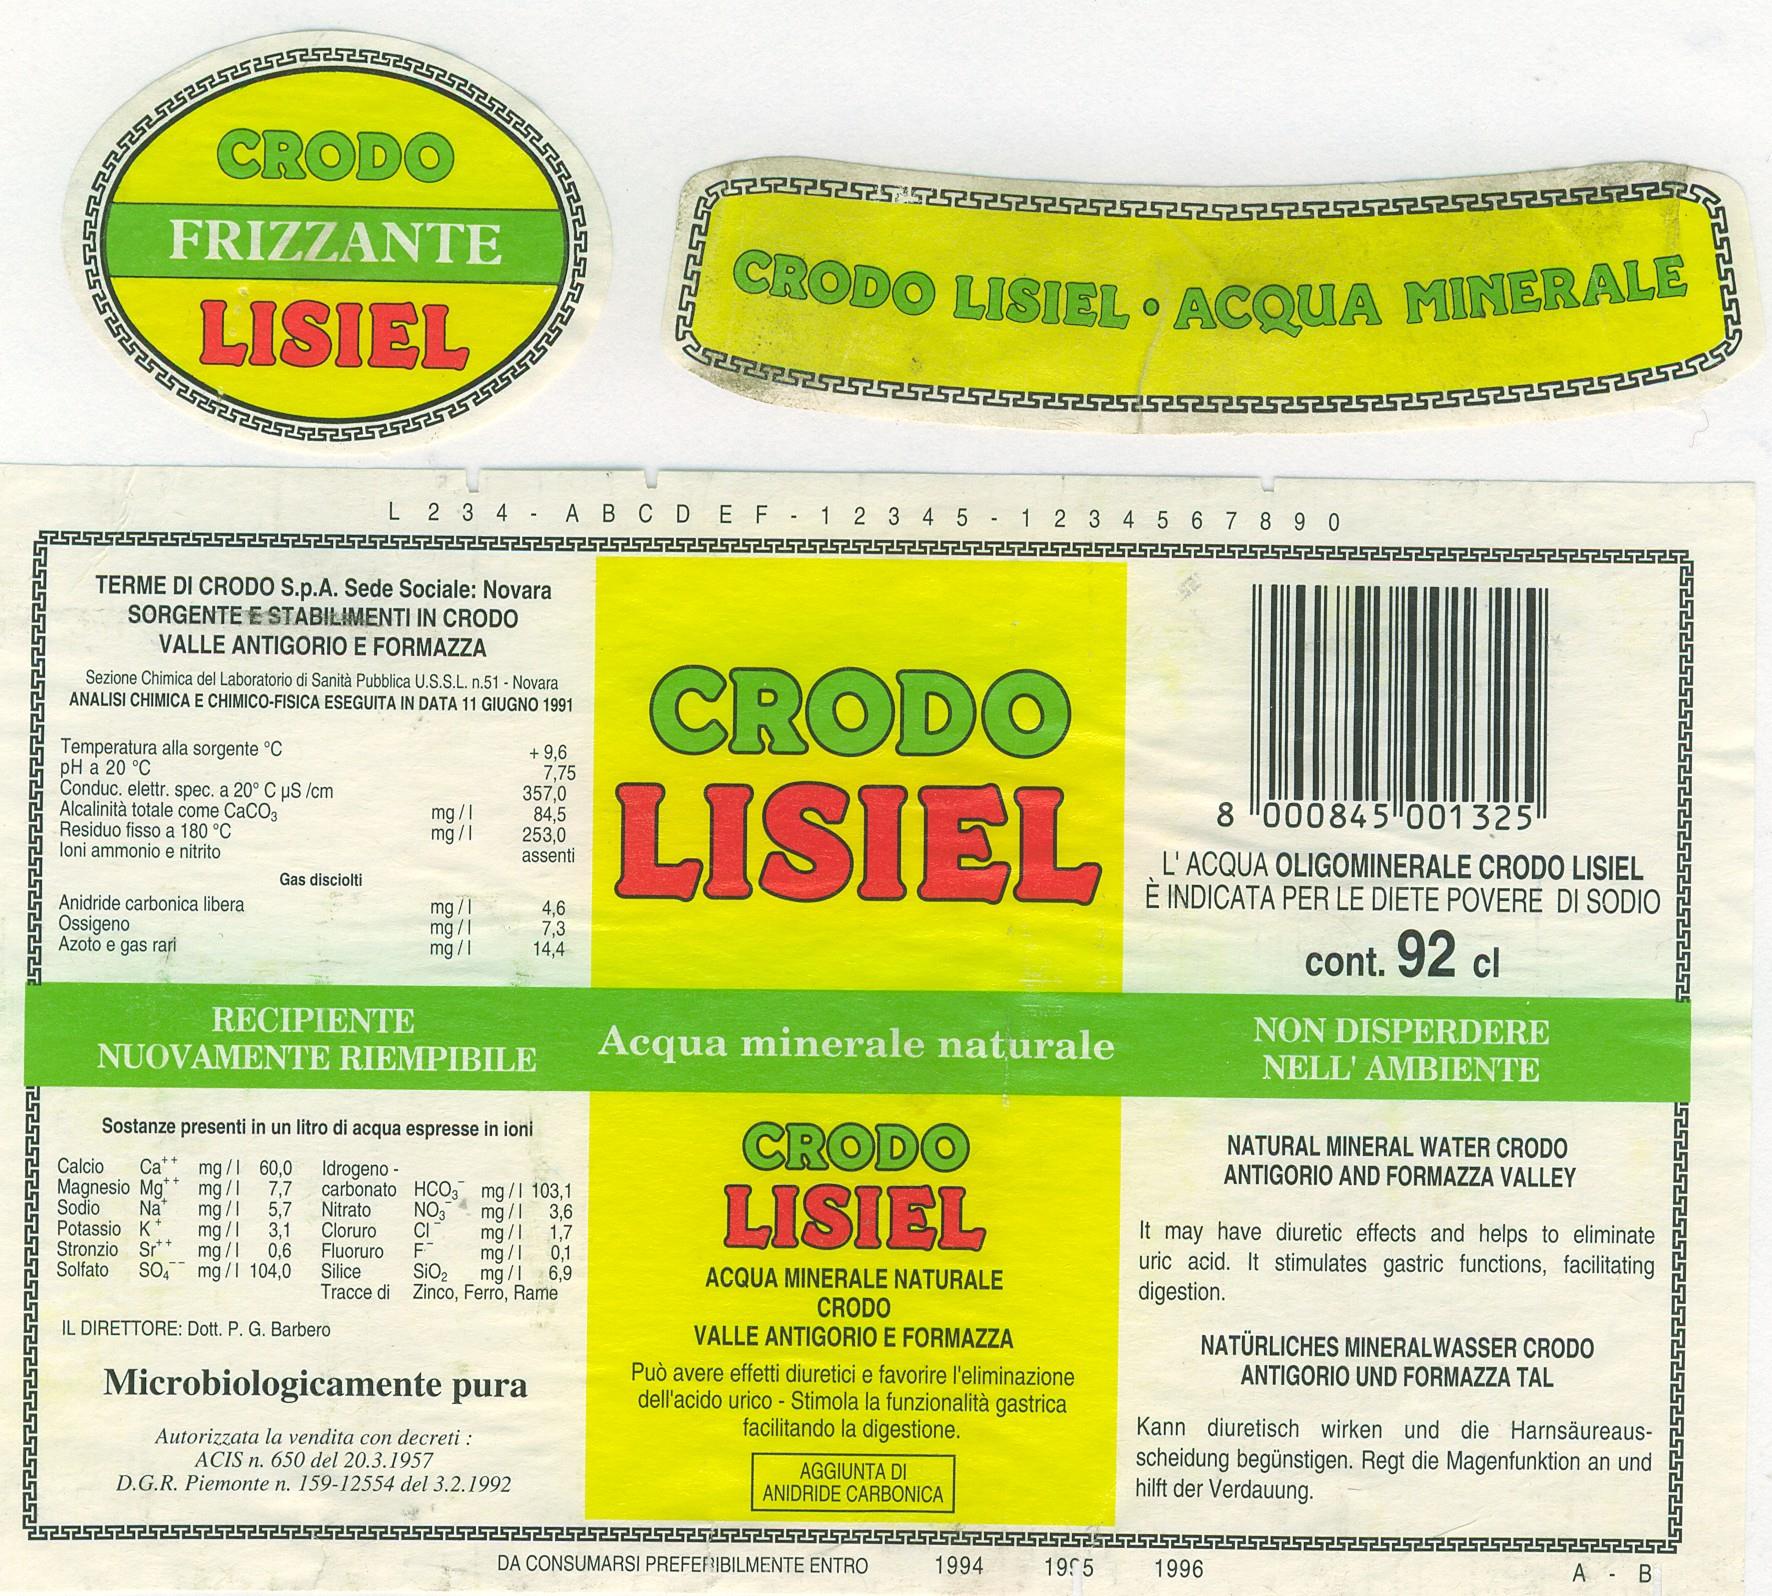 CRODO
FRIZZANTE
LISIEL
CRODO LISIEL • ACQUA MINERALE
L 2 3 4 - A B C D E F - 1 2 3 4 5 - 1 2 3 4 5 6 7 8 9 0
TERME DI CRODO S.p.A. Sede Sociale: Novara
SORGENTE E STABILIMENTI IN CRODO
VALLE ANTIGORIO E FORMAZZA
Sezione Chimica del Laboratorio di Sanità Pubblica U.S.S.L. n.51 - Novara
ANALISI CHIMICA E CHIMICO-FISICA ESEGUITA IN DATA 11 GIUGNO 1991
Temperatura alla sorgente °C + 9,6
pH a 20 °C 7,75
Conduc. elettr. spec. a 20° C µS /cm 357,0
Alcalinità totale come CaCO₃ mg / l 84,5
Residuo fisso a 180 °C mg / l 253,0
Ioni ammonio e nitrito assenti
Gas disciolti
Anidride carbonica libera mg / l 4,6
Ossigeno mg / l 7,3
Azoto e gas rari mg / l 14,4
RECIPIENTE
NUOVAMENTE RIEMPIBILE
Sostanze presenti in un litro di acqua espresse in ioni
Calcio Ca⁺⁺ mg / l 60,0 Idrogeno -
Magnesio Mg⁺⁺ mg / l 7,7 carbonato HCO₃⁻ mg / l 103,1
Sodio Na⁺ mg / l 5,7 Nitrato NO₃⁻ mg / l 3,6
Potassio K⁺ mg / l 3,1 Cloruro Cl⁻ mg / l 1,7
Stronzio Sr⁺⁺ mg / l 0,6 Fluoruro F⁻ mg / l 0,1
Solfato SO₄⁻⁻ mg / l 104,0 Silice SiO₂ mg / l 6,9
Tracce di Zinco, Ferro, Rame
IL DIRETTORE: Dott. P. G. Barbero
Microbiologicamente pura
Autorizzata la vendita con decreti :
ACIS n. 650 del 20.3.1957
D.G.R. Piemonte n. 159-12554 del 3.2.1992
CRODO
LISIEL
Acqua minerale naturale
CRODO
LISIEL
ACQUA MINERALE NATURALE
CRODO
VALLE ANTIGORIO E FORMAZZA
Può avere effetti diuretici e favorire l'eliminazione
dell'acido urico - Stimola la funzionalità gastrica
facilitando la digestione.
AGGIUNTA DI
ANIDRIDE CARBONICA
8 000845 001325
L' ACQUA OLIGOMINERALE CRODO LISIEL
È INDICATA PER LE DIETE POVERE DI SODIO
cont. 92 cl
NON DISPERDERE
NELL' AMBIENTE
NATURAL MINERAL WATER CRODO
ANTIGORIO AND FORMAZZA VALLEY
It may have diuretic effects and helps to eliminate
uric acid. It stimulates gastric functions, facilitating
digestion.
NATÜRLICHES MINERALWASSER CRODO
ANTIGORIO UND FORMAZZA TAL
Kann diuretisch wirken und die Harnsäureaus-
scheidung begünstigen. Regt die Magenfunktion an und
hilft der Verdauung.
DA CONSUMARSI PREFERIBILMENTE ENTRO 1994 1995 1996
A - B